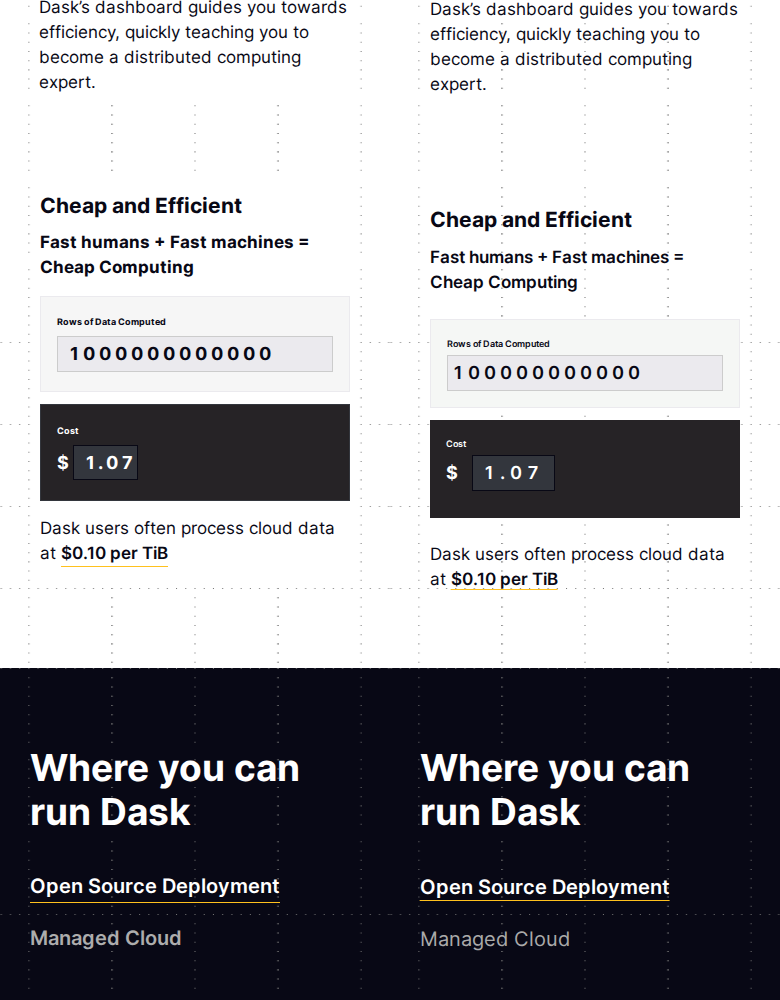 Dask's dashboard guides you towards
efficiency, quickly teaching you to
become a distributed computing
expert.
Cheap and Efficient
Fast humans + Fast machines =
Cheap Computing
Rows of Data Computed
1000000000000
Cost
$ 1.07
Dask users often process cloud data
at $0.10 per TiB
Where you can
run Dask
Open Source Deployment
Managed Cloud
Dask's dashboard guides you towards
efficiency, quickly teaching you to
become a distributed computing
expert.
Cheap and Efficient
Fast humans + Fast machines =
Cheap Computing
Rows of Data Computed
100000000000
Cost
$ 1.07
Dask users often process cloud data
at $0.10 per TiB
Where you can
run Dask
Open Source Deployment
Managed Cloud